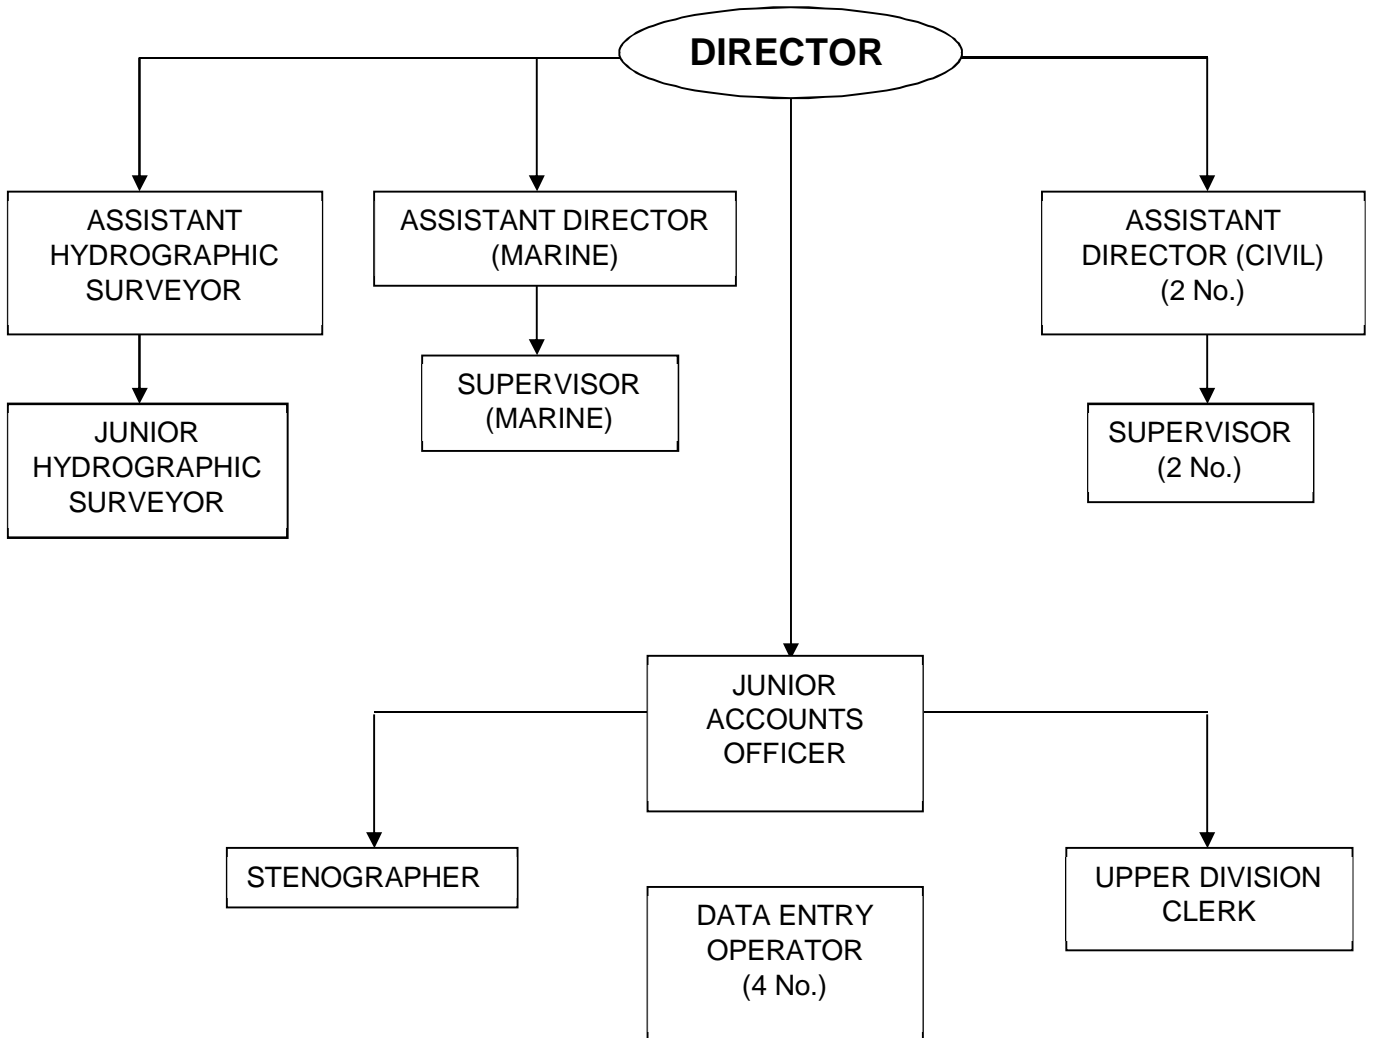 DIRECTOR
ASSISTANT
HYDROGRAPHIC
SURVEYOR
ASSISTANT DIRECTOR
(MARINE)
ASSISTANT
DIRECTOR (CIVIL)
(2 No.)
SUPERVISOR
(MARINE)
JUNIOR
HYDROGRAPHIC
SURVEYOR
SUPERVISOR
(2 No.)
JUNIOR
ACCOUNTS
OFFICER
STENOGRAPHER
DATA ENTRY
OPERATOR
(4 No.)
UPPER DIVISION
CLERK